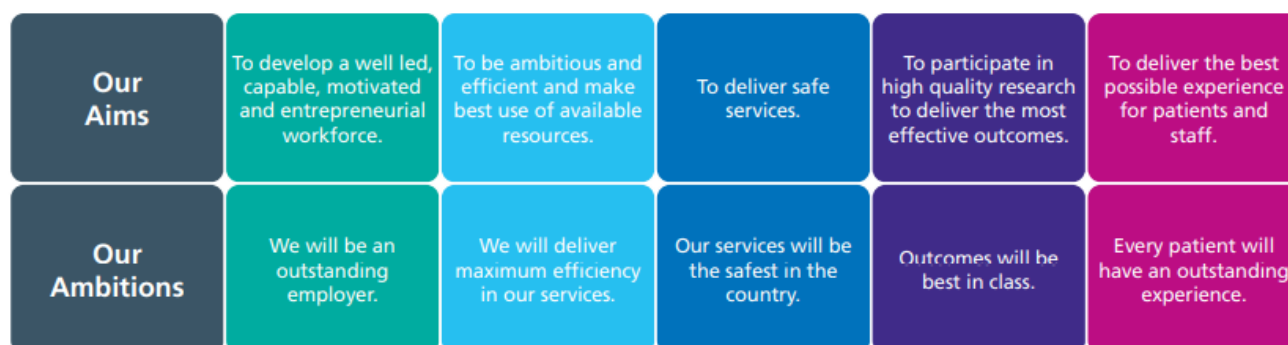 Our
Aims
To develop a well led,
capable, motivated
and entrepreneurial
workforce.
To be ambitious and
efficient and make
best use of available
resources.
To deliver safe
services.
To participate in
high quality research
to deliver the most
effective outcomes.
To deliver the best
possible experience
for patients and
staff.
Our
Ambitions
We will be an
outstanding
employer.
We will deliver
maximum efficiency
in our services.
Our services will be
the safest in the
country.
Outcomes will be
best in class.
Every patient will
have an outstanding
experience.